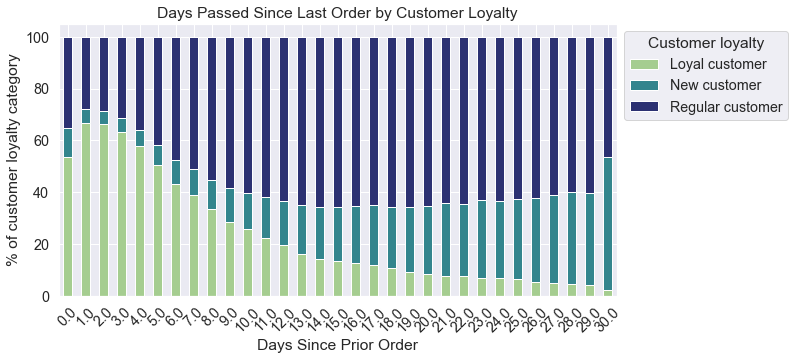 Days Passed Since Last Order by Customer Loyalty
% of customer loyalty category
100
80
60
40
20
0
0.0 1.0 2.0 3.0 4.0 5.0 6.0 7.0 8.0 9.0 10.0 11.0 12.0 13.0 14.0 15.0 16.0 17.0 18.0 19.0 20.0 21.0 22.0 23.0 24.0 25.0 26.0 27.0 28.0 29.0 30.0
Days Since Prior Order
Customer loyalty
Loyal customer
New customer
Regular customer